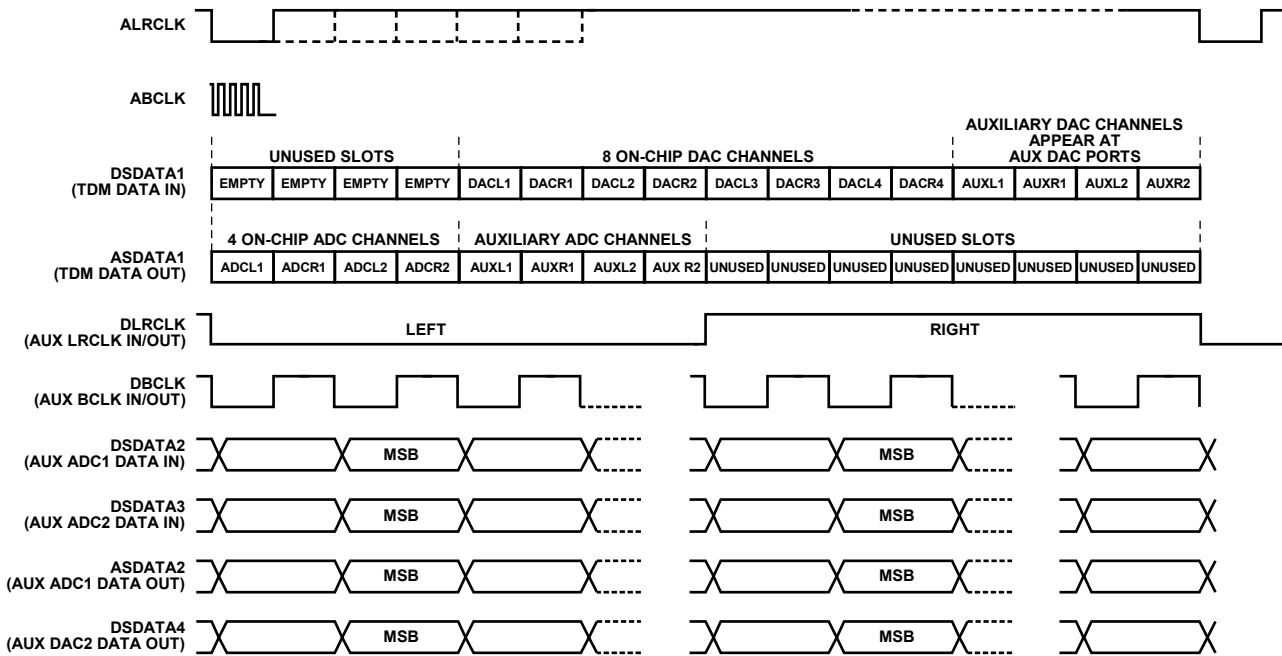 ALRCLK
ABCLK
AUXILIARY DAC CHANNELS
APPEAR AT
AUX DAC PORTS
UNUSED SLOTS
8 ON-CHIP DAC CHANNELS
DSDATA1
(TDM DATA IN)
EMPTY EMPTY EMPTY EMPTY DACL1 DACR1 DACL2 DACR2 DACL3 DACR3 DACL4 DACR4 AUXL1 AUXR1 AUXL2 AUXR2
4 ON-CHIP ADC CHANNELS
AUXILIARY ADC CHANNELS
UNUSED SLOTS
ASDATA1
(TDM DATA OUT)
ADCL1 ADCR1 ADCL2 ADCR2 AUXL1 AUXR1 AUXL2 AUX R2 UNUSED UNUSED UNUSED UNUSED UNUSED UNUSED UNUSED UNUSED
DLRCLK
(AUX LRCLK IN/OUT)
LEFT
RIGHT
DBCLK
(AUX BCLK IN/OUT)
DSDATA2
(AUX ADC1 DATA IN)
MSB
MSB
DSDATA3
(AUX ADC2 DATA IN)
MSB
MSB
ASDATA2
(AUX ADC1 DATA OUT)
MSB
MSB
DSDATA4
(AUX DAC2 DATA OUT)
MSB
MSB